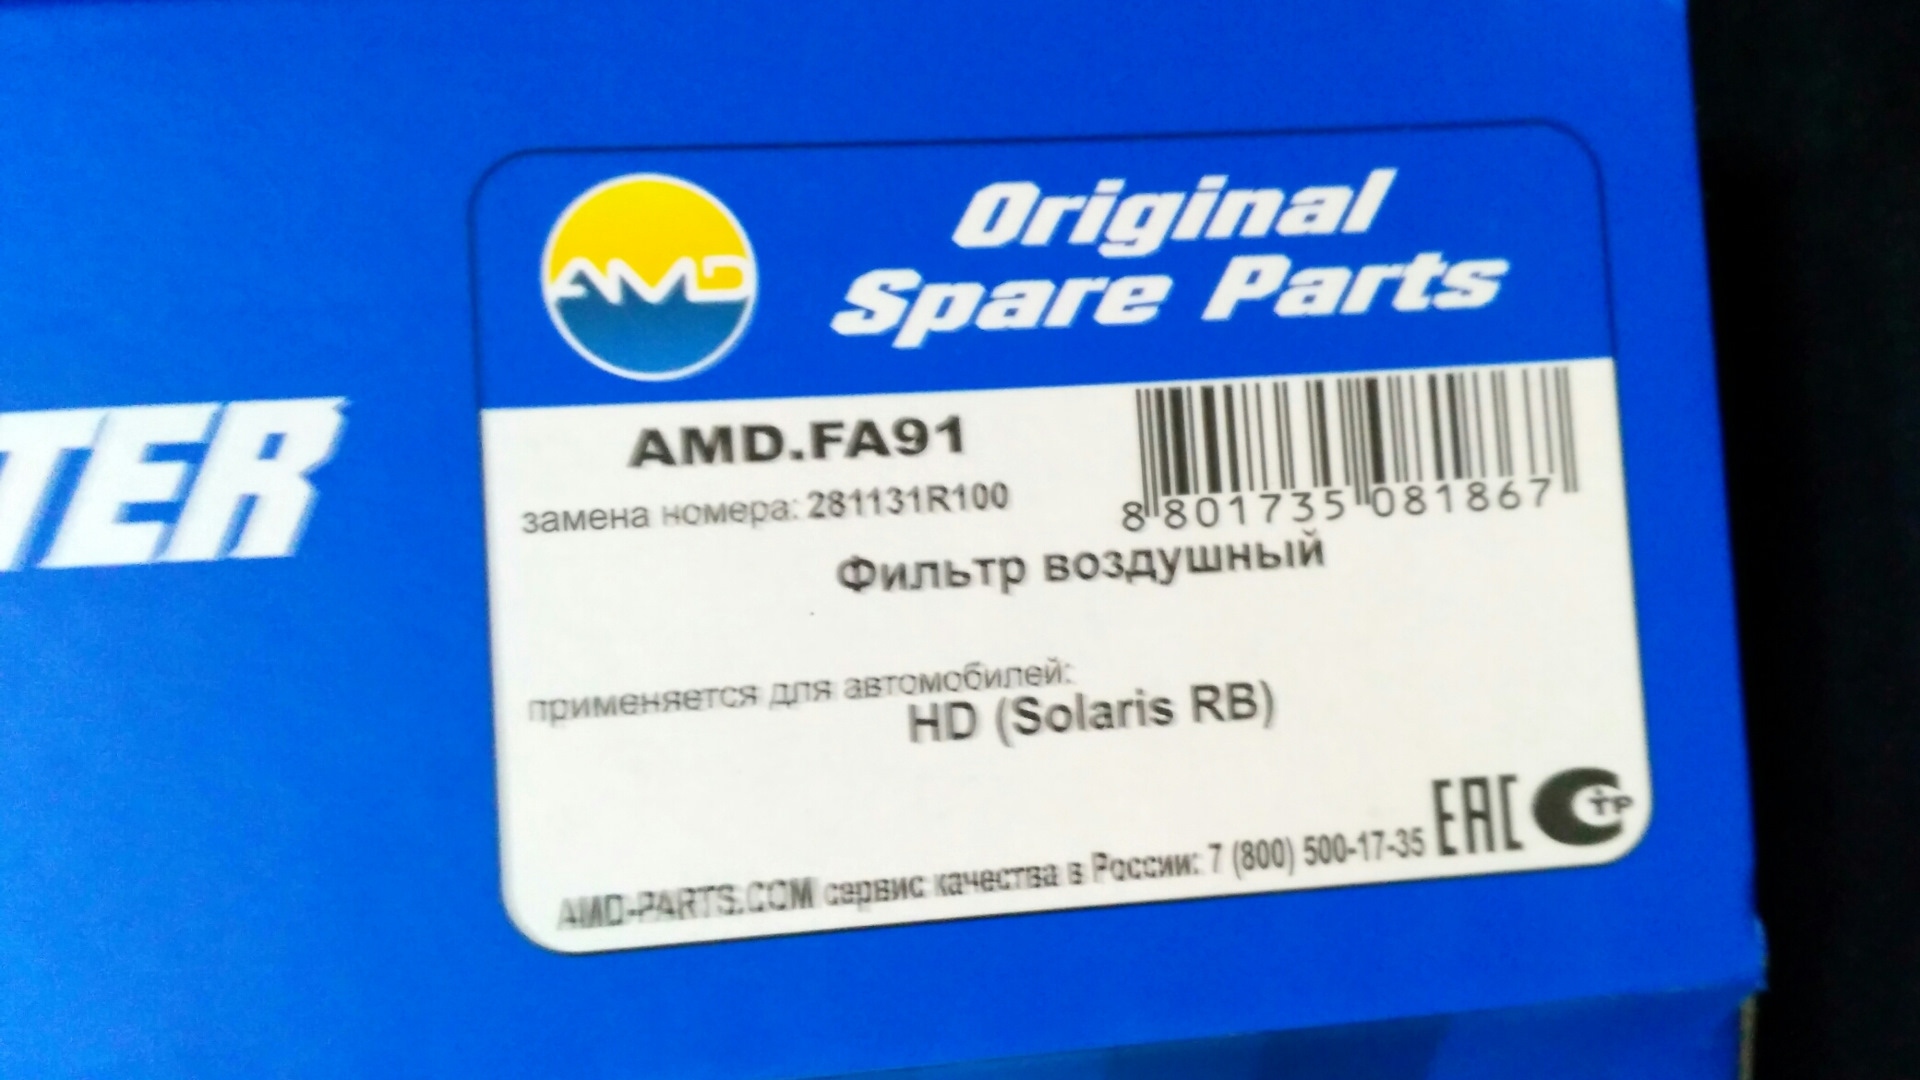 TER
AMD
Original
Spare Parts
AMD.FA91
замена номера: 281131R100
8 801735 081867
Фильтр воздушный
применяется для автомобилей:
HD (Solaris RB)
AMD-PARTS.COM сервис качества в России: 7 (800) 500-17-35
EAC
СТР